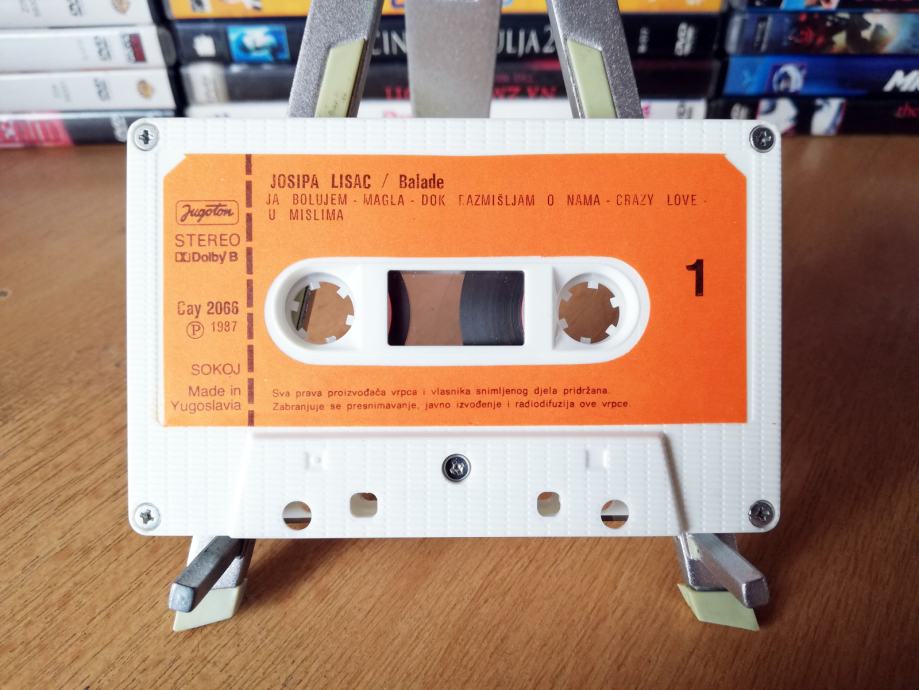 JOSIPA LISAC / Balade
JA BOLUJEM - MAGLA - DOK RAZMIŠLJAM O NAMA - CRAZY LOVE -
U MISLIMA
Jugoton
STEREO
Dolby B
Cay 2066
Ⓟ 1987
SOKOJ
Made in
Yugoslavia
1
Sva prava proizvođača vrpca i vlasnika snimljenog djela pridržana.
Zabranjuje se presnimavanje, javno izvođenje i radiodifuzija ove vrpce.